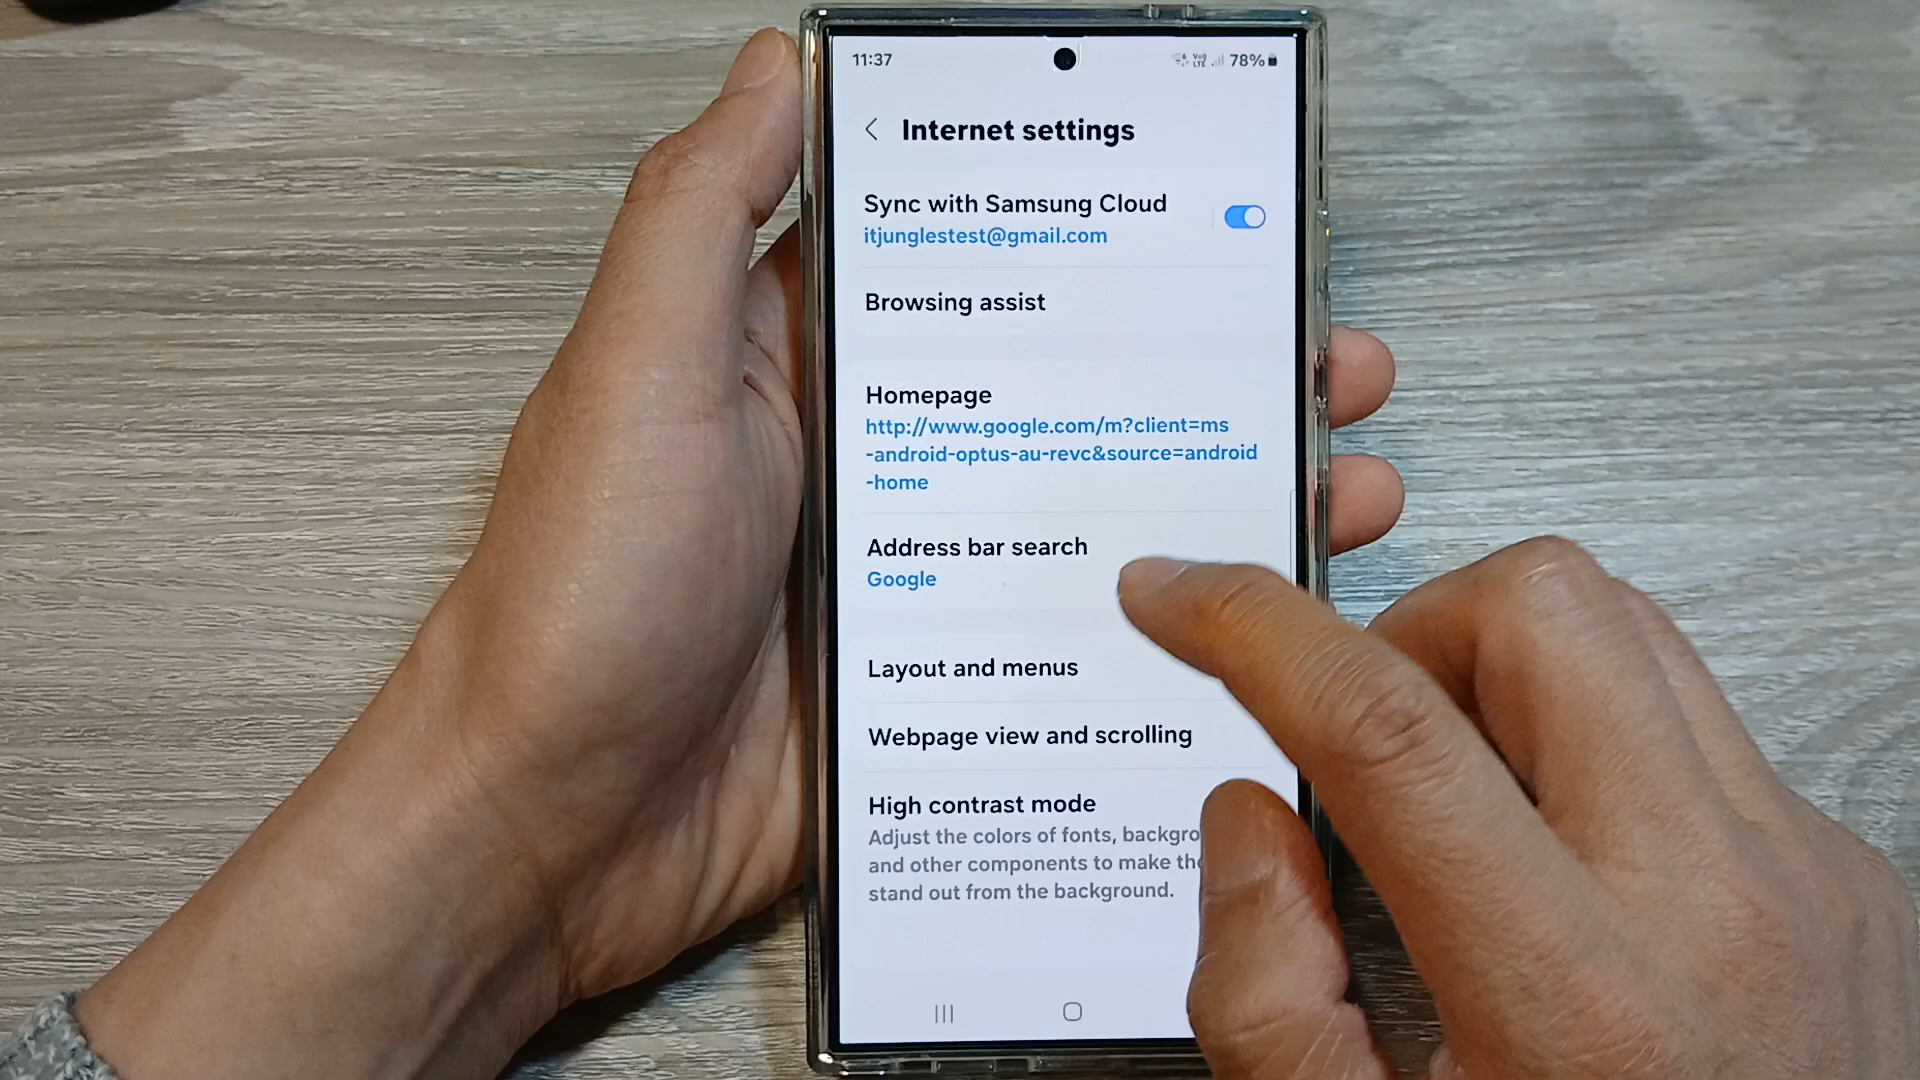 11:37
Vo)) LTE 78%
Internet settings
Sync with Samsung Cloud
itjunglestest@gmail.com
Browsing assist
Homepage
http://www.google.com/m?client=ms
-android-optus-au-revc&source=android
-home
Address bar search
Google
Layout and menus
Webpage view and scrolling
High contrast mode
Adjust the colors of fonts, backgro
and other components to make the
stand out from the background.